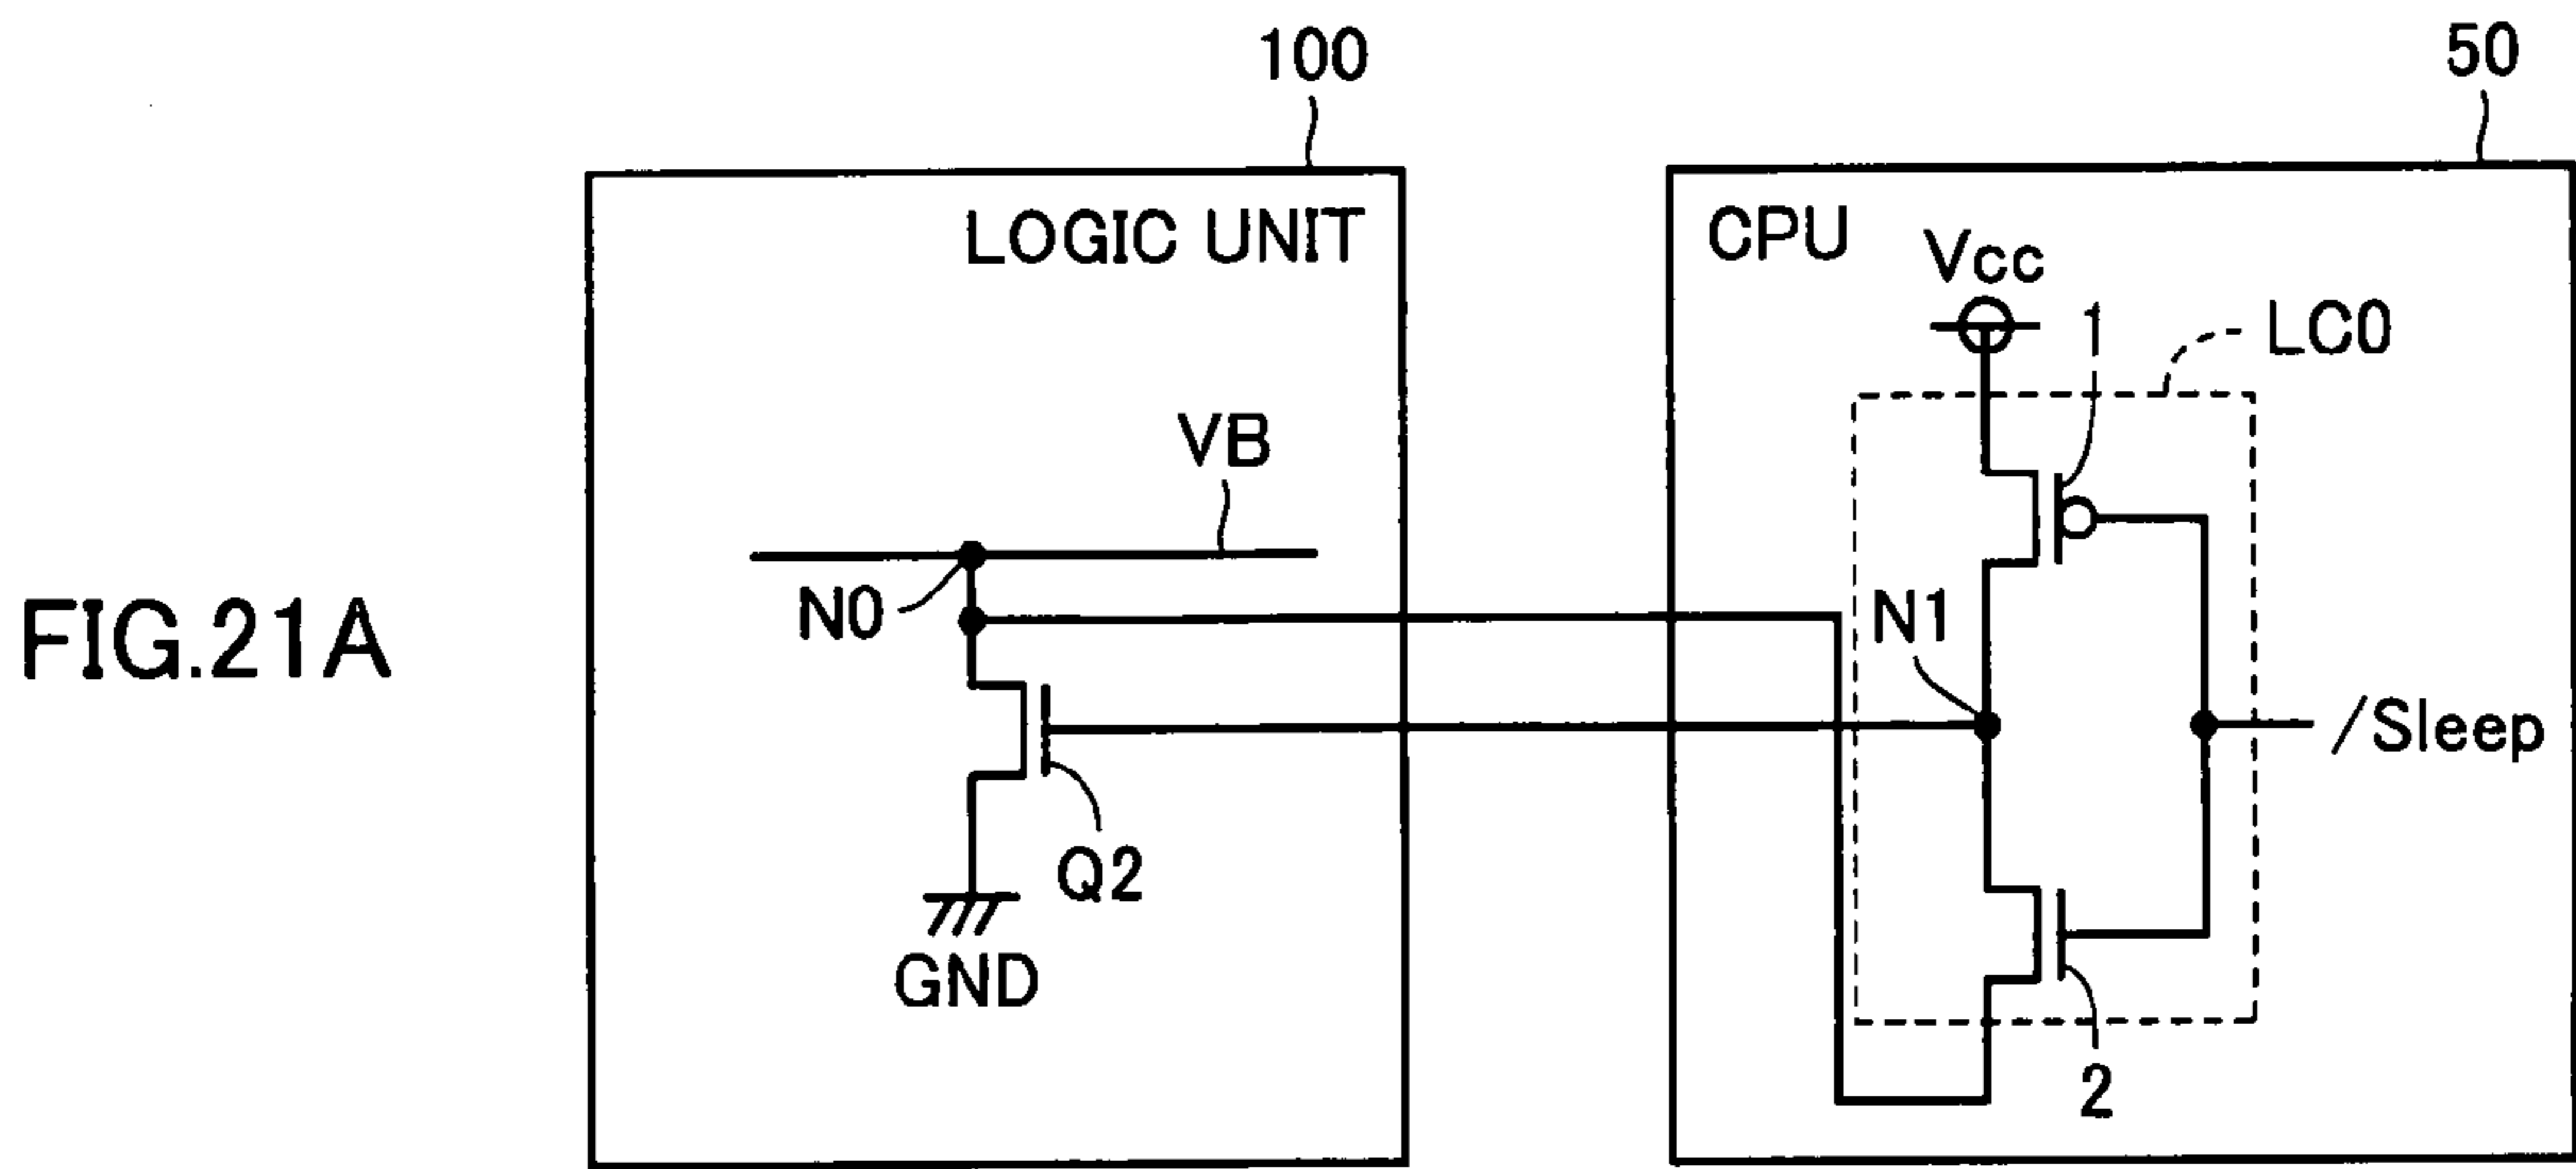 100
50
LOGIC UNIT
CPU
Vcc
1
LC0
VB
N0
N1
FIG.21A
/Sleep
Q2
GND
2